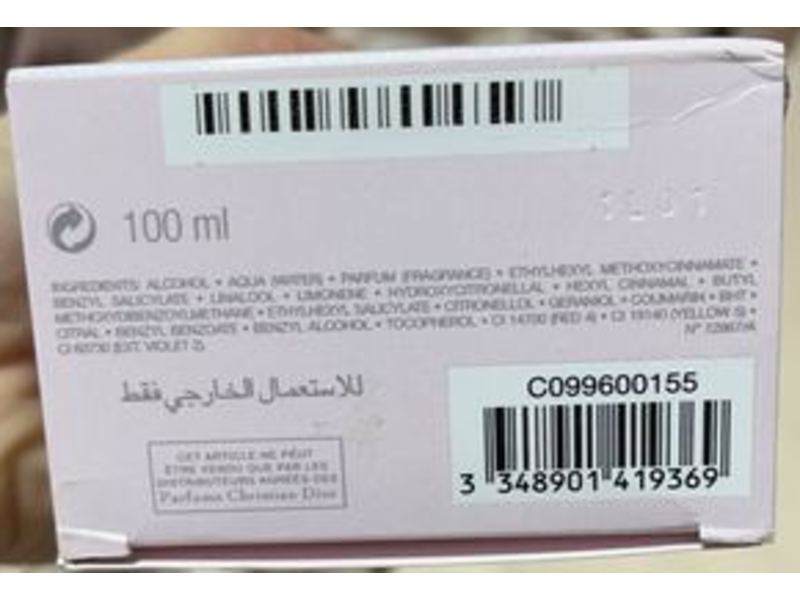 100 ml
1Z01
INGREDIENTS: ALCOHOL • AQUA (WATER) • PARFUM (FRAGRANCE) • ETHYLHEXYL METHOXYCINNAMATE •
BENZYL SALICYLATE • LINALOOL • LIMONENE • HYDROXYCITRONELLAL • HEXYL CINNAMAL • BUTYL
METHOXYDIBENZOYLMETHANE • ETHYLHEXYL SALICYLATE • CITRONELLOL • GERANIOL • COUMARIN • BHT •
CITRAL • BENZYL BENZOATE • BENZYL ALCOHOL • TOCOPHEROL • CI 14700 (RED 4) • CI 19140 (YELLOW 5) •
CI 60730 (EXT. VIOLET 2). N°
للاستعمال الخارجي فقط
C099600155
3 348901 419369
CET ARTICLE NE PEUT
ÊTRE VENDU QUE PAR LES
DISTRIBUTEURS AGRÉÉS DES
Parfums Christian Dior